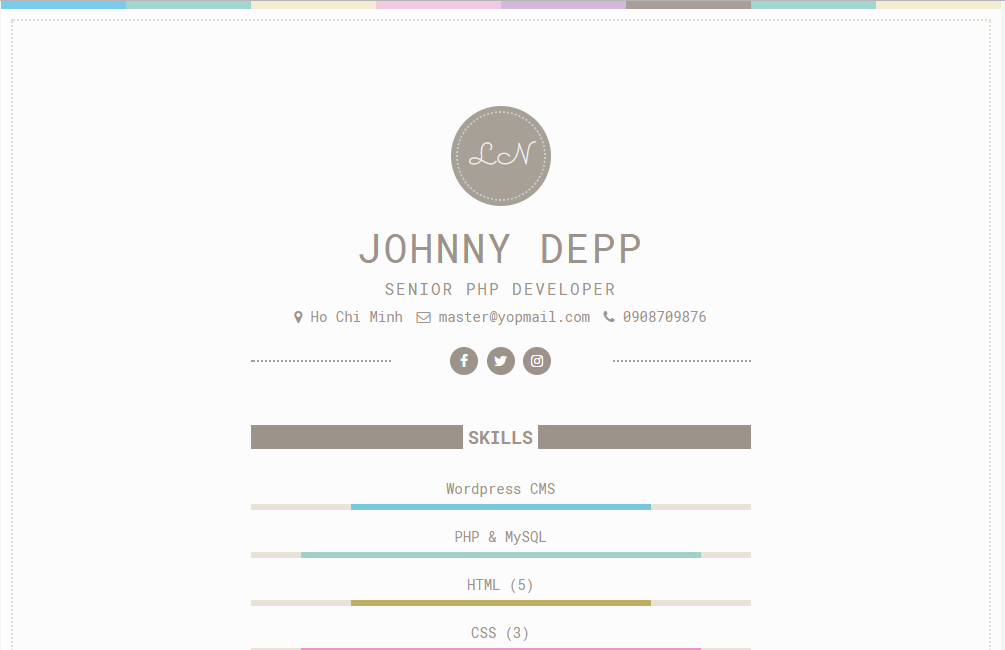 LN
JOHNNY DEPP
SENIOR PHP DEVELOPER
Ho Chi Minh master@yopmail.com 0908709876
SKILLS
Wordpress CMS
PHP & MySQL
HTML (5)
CSS (3)